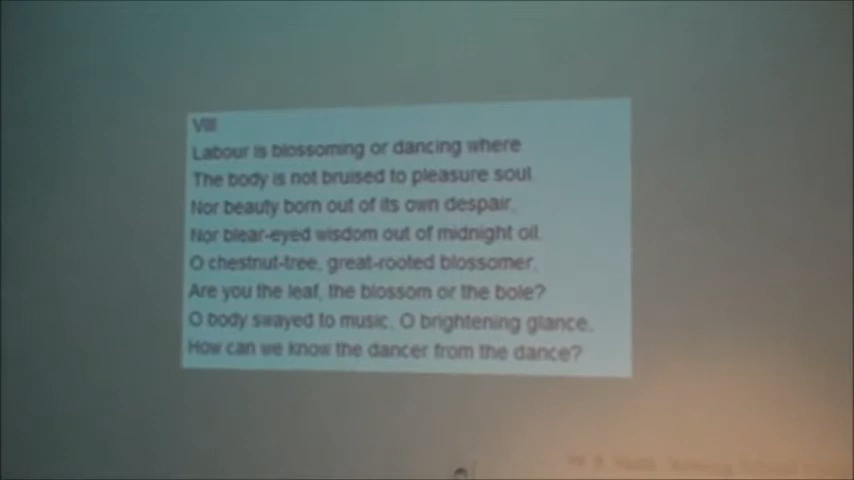 VIII
Labour is blossoming or dancing where
The body is not bruised to pleasure soul,
Nor beauty born out of its own despair,
Nor blear-eyed wisdom out of midnight oil.
O chestnut-tree, great-rooted blossomer,
Are you the leaf, the blossom or the bole?
O body swayed to music, O brightening glance,
How can we know the dancer from the dance?